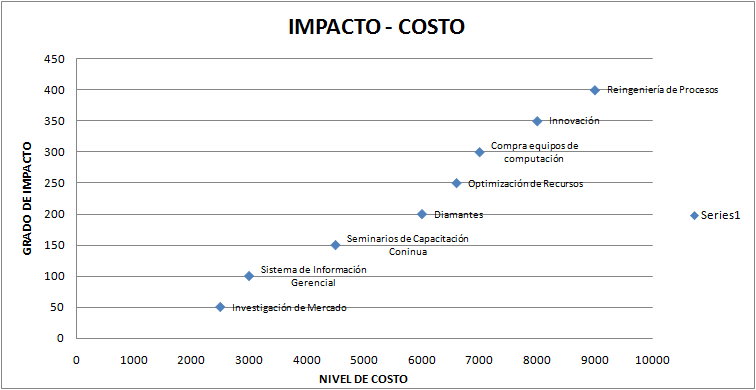 IMPACTO - COSTO
450
400
350
300
250
200
150
100
50
0
GRADO DE IMPACTO
Reingeniería de Procesos
Innovación
Compra equipos de
computación
Optimización de Recursos
Diamantes
Seminarios de Capacitación
Coninua
Sistema de Información
Gerencial
Investigación de Mercado
Series1
0 1000 2000 3000 4000 5000 6000 7000 8000 9000 10000
NIVEL DE COSTO